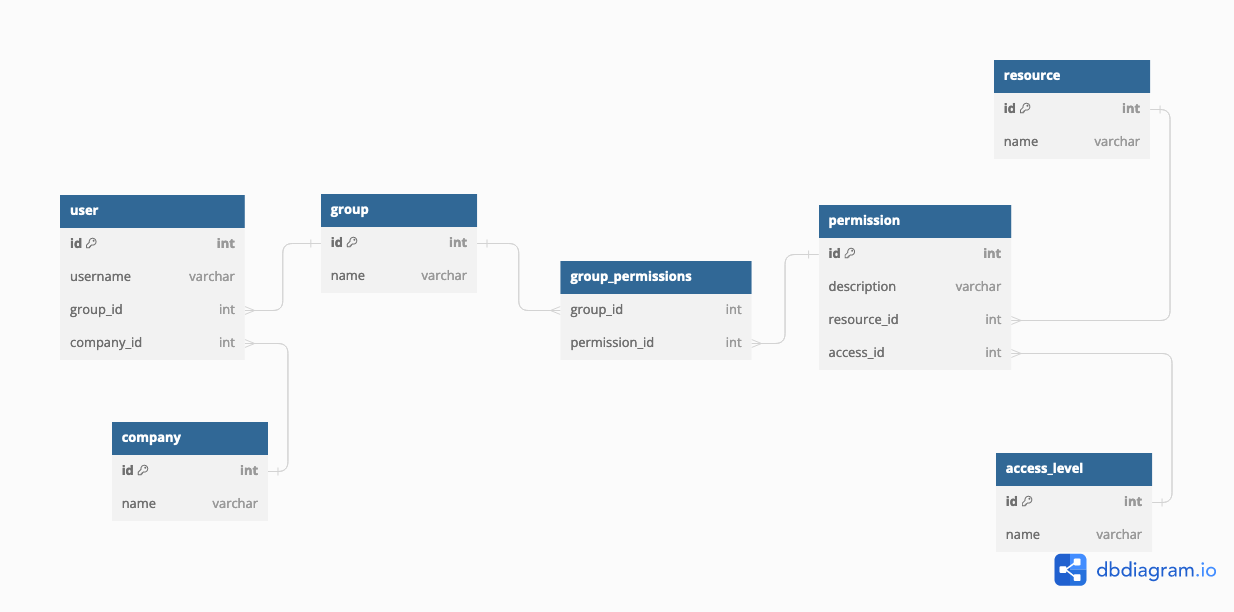 user
id int
username varchar
group_id int
company_id int
company
id int
name varchar
group
id int
name varchar
group_permissions
group_id int
permission_id int
permission
id int
description varchar
resource_id int
access_id int
resource
id int
name varchar
access_level
id int
name varchar
dbdiagram.io